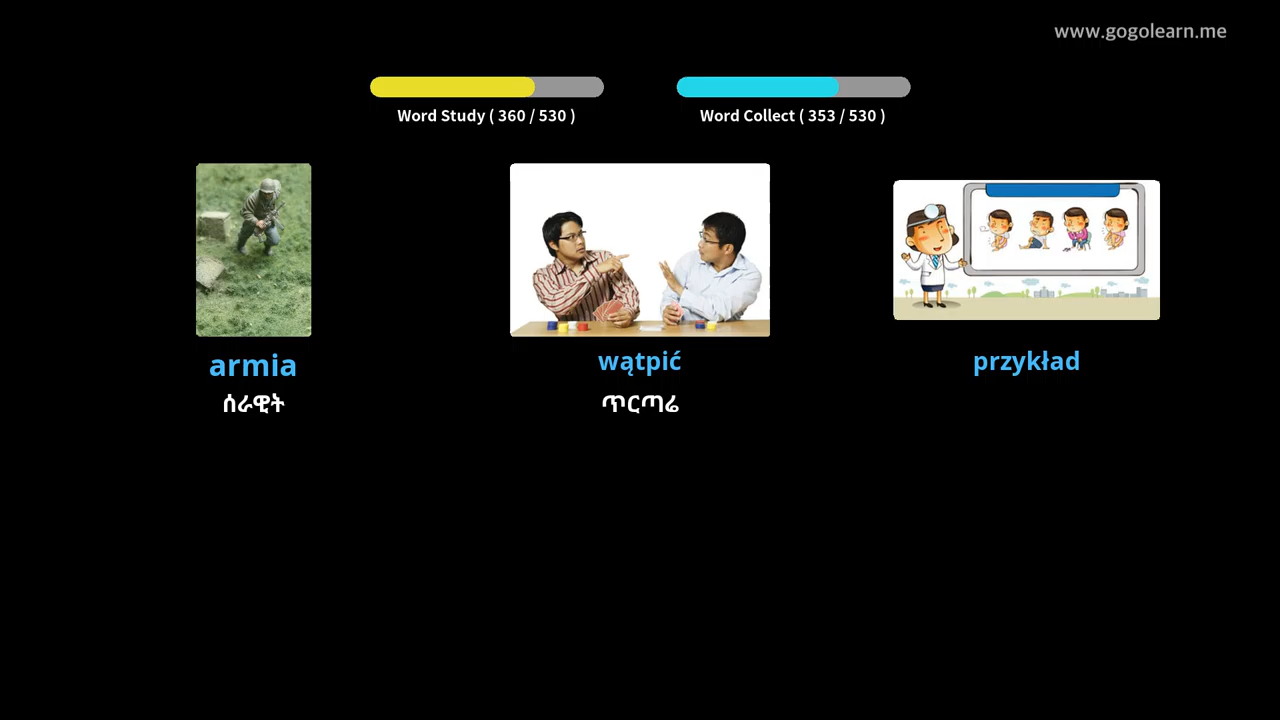 www.gogolearn.me
Word Study ( 360 / 530 )
Word Collect ( 353 / 530 )
armia
ሰራዊት
wątpić
ጥርጣሬ
przykład